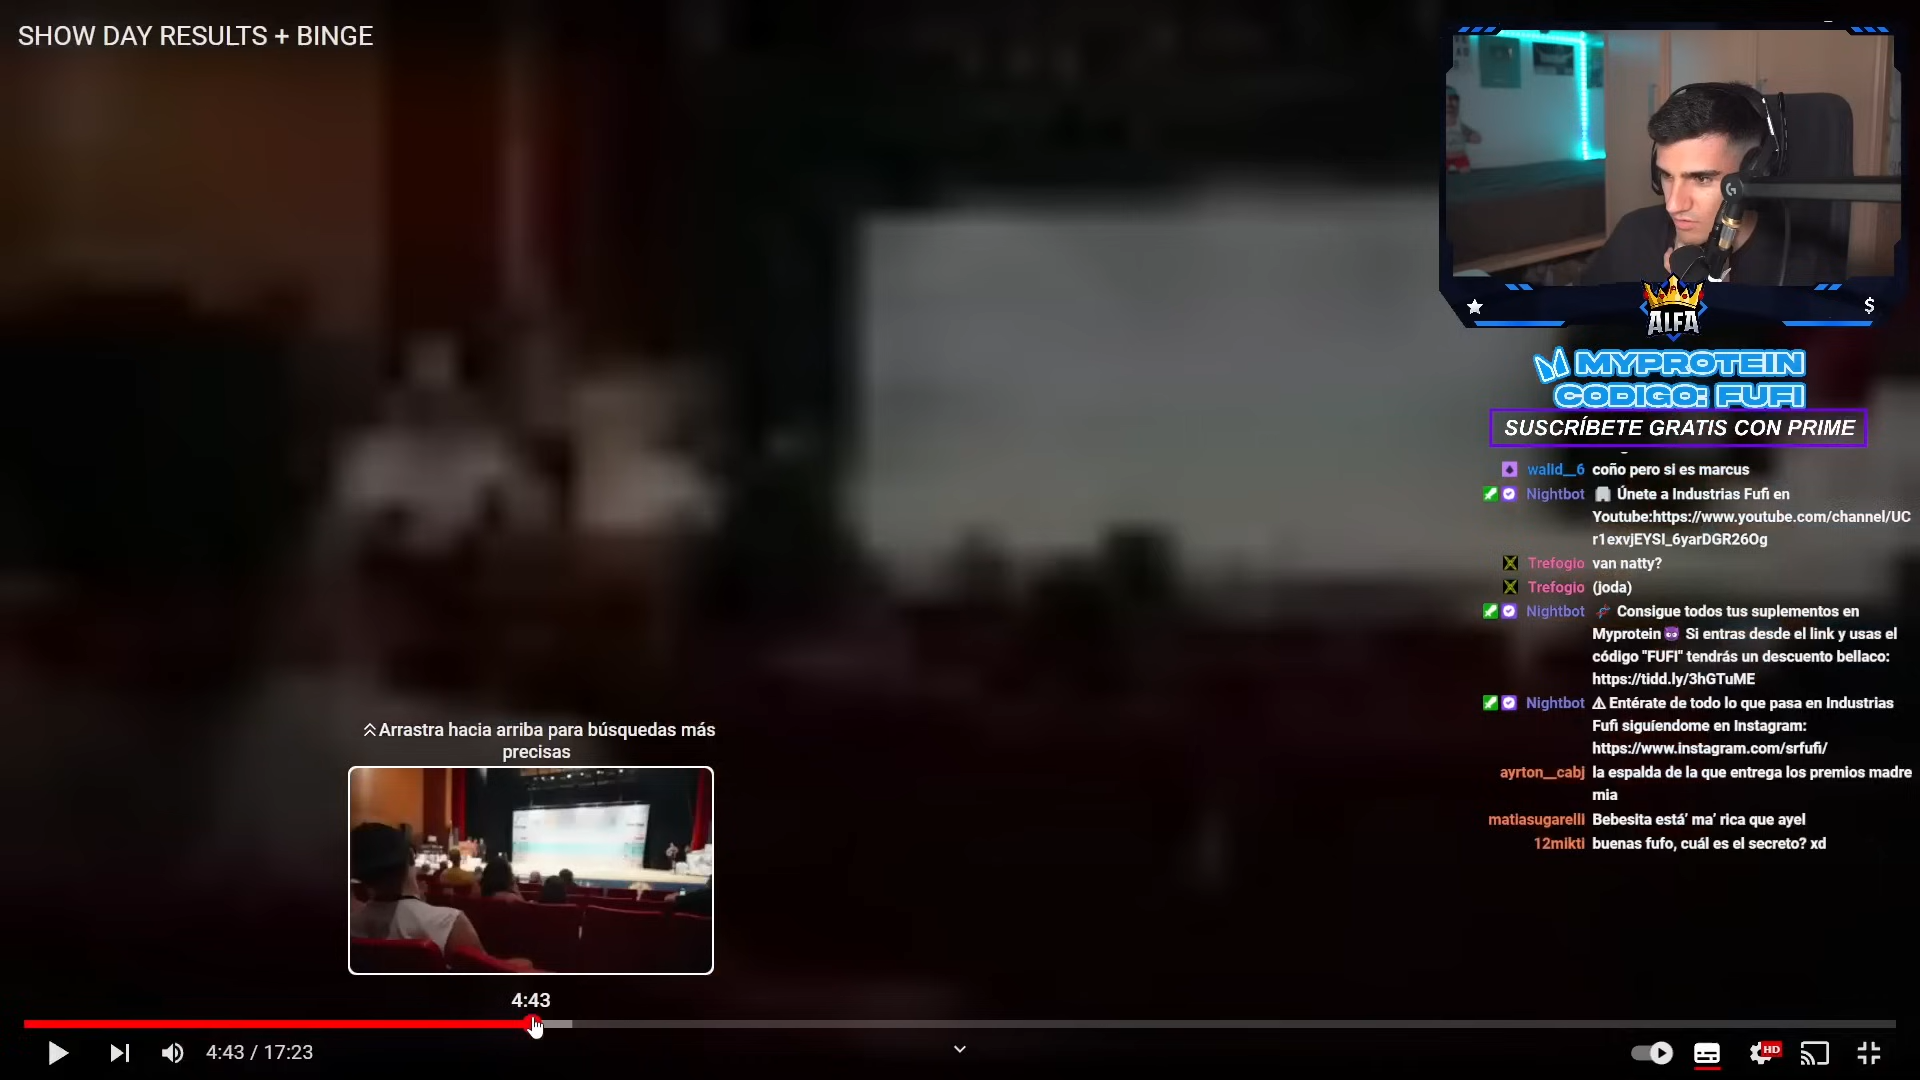 SHOW DAY RESULTS + BINGE
ALFA
MYPROTEIN
CODIGO: FUFI
SUSCRÍBETE GRATIS CON PRIME
walid__6 coño pero si es marcus
Nightbot Únete a Industrias Fufi en
Youtube:https://www.youtube.com/channel/UC
r1exvjEYSI_6yarDGR26Og
Trefogio van natty?
Trefogio (joda)
Nightbot Consigue todos tus suplementos en
Myprotein Si entras desde el link y usas el
código "FUFI" tendrás un descuento bellaco:
https://tidd.ly/3hGTuME
Nightbot Entérate de todo lo que pasa en Industrias
Fufi siguíendome en Instagram:
https://www.instagram.com/srfufi/
ayrton__cabj la espalda de la que entrega los premios madre
mia
matiasugarelli Bebesita está' ma' rica que ayel
12mikti buenas fufo, cuál es el secreto? xd
Arrastra hacia arriba para búsquedas más
precisas
4:43
4:43 / 17:23
HD